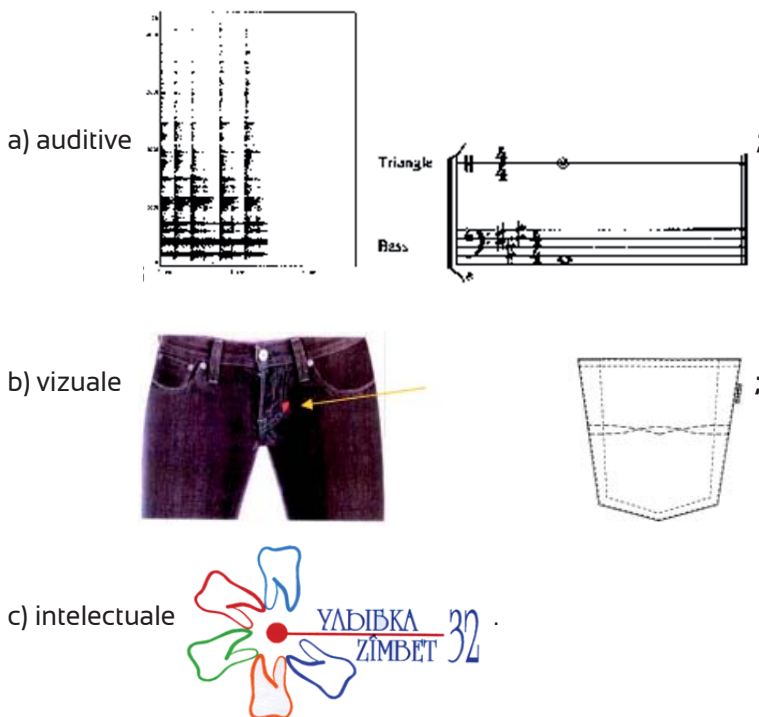 a) auditive
Triangle
Bass
;
b) vizuale
;
c) intelectuale
УЛЫБКА
ZÎMBET
32
.